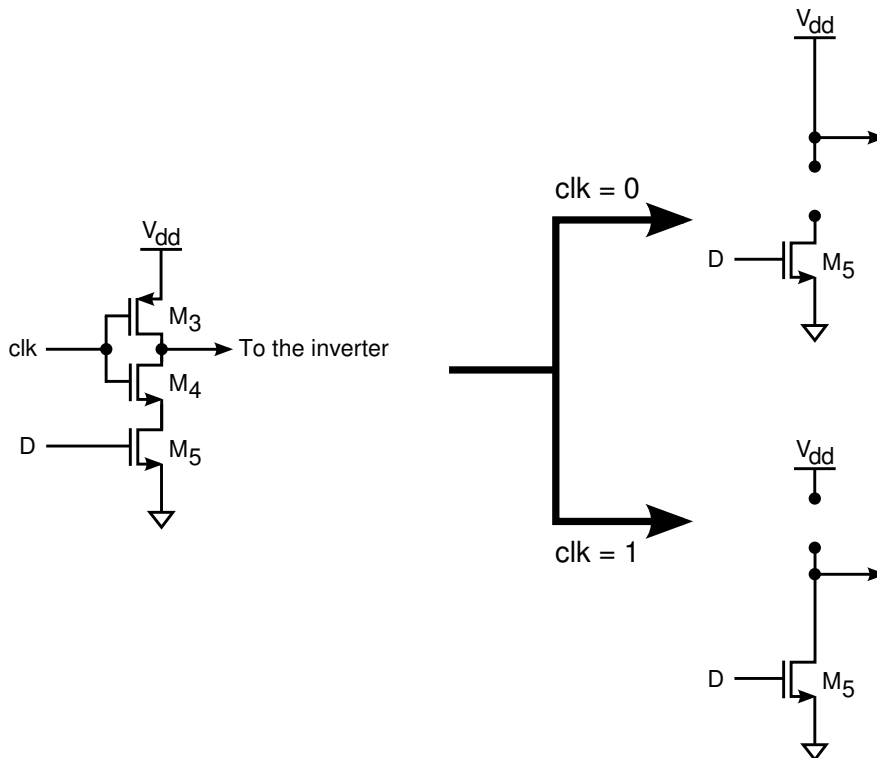 Vdd
clk = 0
D
M5
Vdd
M3
clk
To the inverter
M4
D
M5
Vdd
clk = 1
D
M5